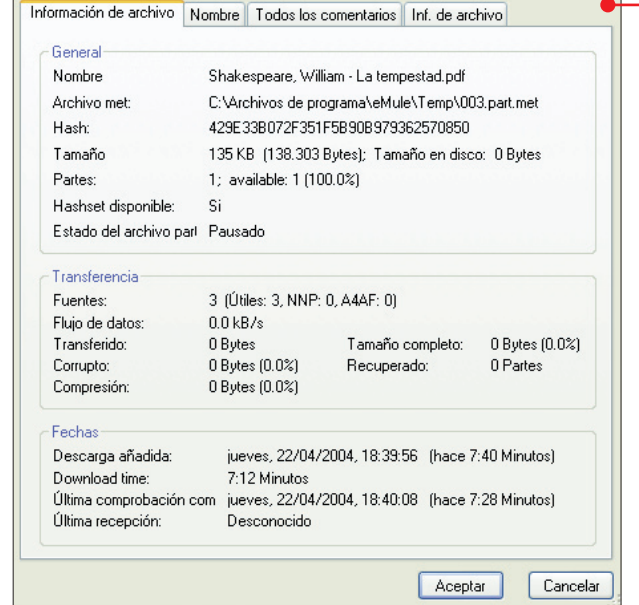 Información de archivo Nombre Todos los comentarios Inf. de archivo
General
Nombre Shakespeare, William - La tempestad.pdf
Archivo met: C:\Archivos de programa\eMule\Temp\003.part.met
Hash: 429E33B072F351F5B90B979362570850
Tamaño 135 KB (138.303 Bytes); Tamaño en disco: 0 Bytes
Partes: 1; available: 1 (100.0%)
Hashset disponible: Si
Estado del archivo part Pausado
Transferencia
Fuentes: 3 (Útiles: 3, NNP: 0, A4AF: 0)
Flujo de datos: 0.0 kB/s
Transferido: 0 Bytes Tamaño completo: 0 Bytes (0.0%)
Corrupto: 0 Bytes (0.0%) Recuperado: 0 Partes
Compresión: 0 Bytes (0.0%)
Fechas
Descarga añadida: jueves, 22/04/2004, 18:39:56 (hace 7:40 Minutos)
Download time: 7:12 Minutos
Última comprobación com jueves, 22/04/2004, 18:40:08 (hace 7:28 Minutos)
Última recepción: Desconocido
Aceptar Cancelar